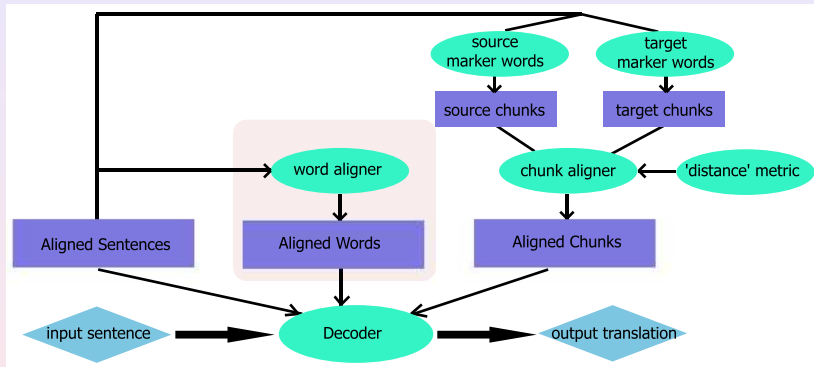 source
marker words
target
marker words
source chunks
target chunks
word aligner
chunk aligner
'distance' metric
Aligned Sentences
Aligned Words
Aligned Chunks
input sentence
Decoder
output translation